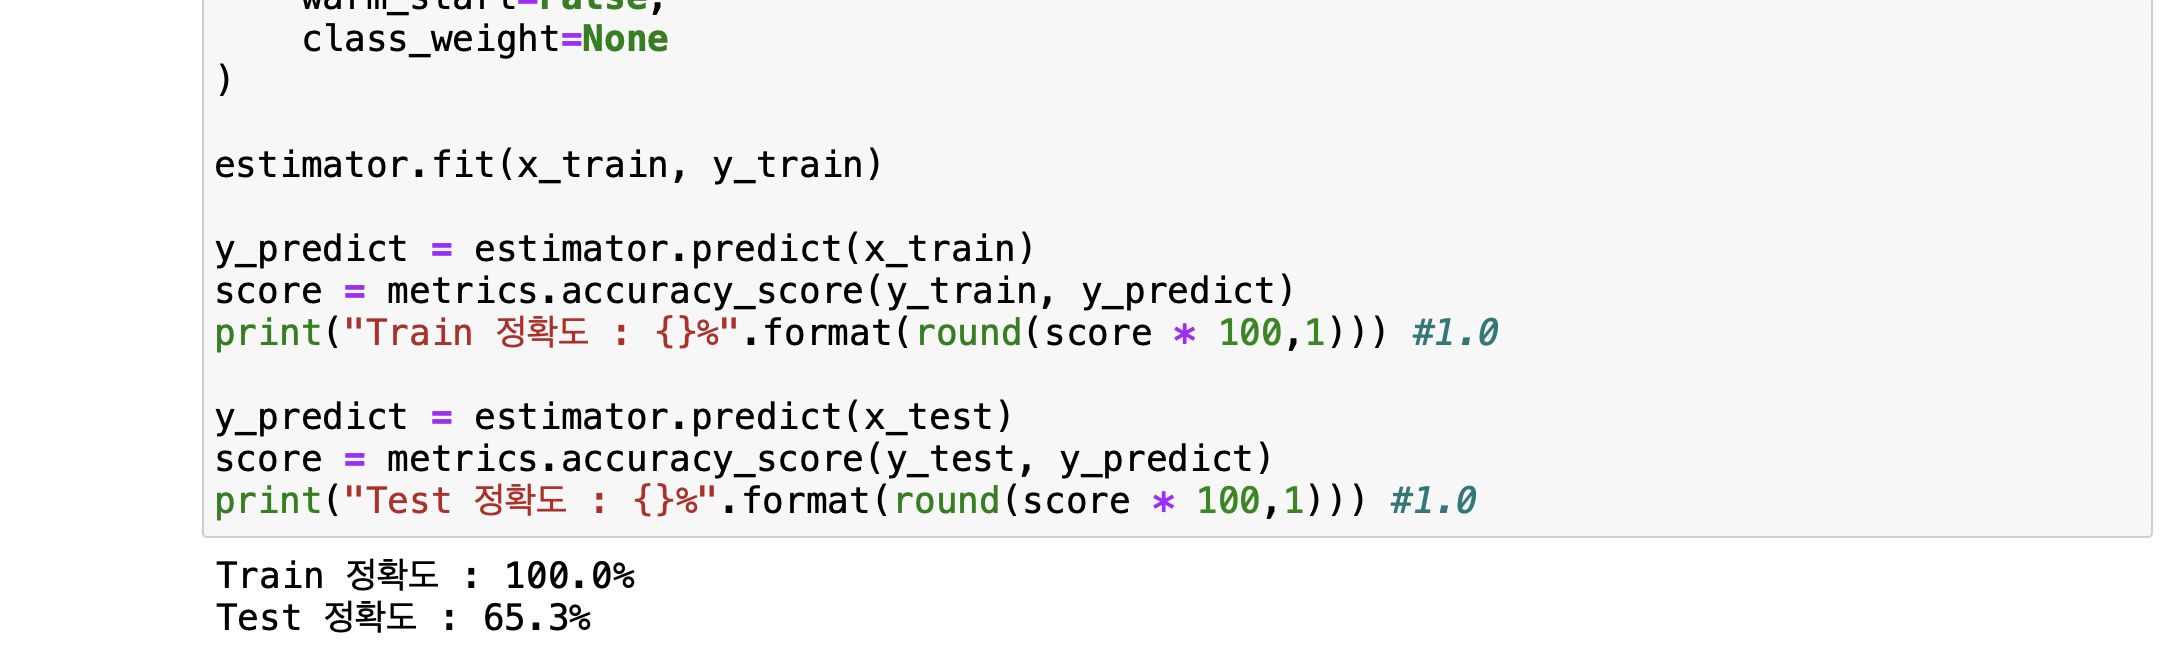 warm_start=False,
class_weight=None
)
estimator.fit(x_train, y_train)
y_predict = estimator.predict(x_train)
score = metrics.accuracy_score(y_train, y_predict)
print("Train 정확도 : {}%".format(round(score * 100,1))) #1.0
y_predict = estimator.predict(x_test)
score = metrics.accuracy_score(y_test, y_predict)
print("Test 정확도 : {}%".format(round(score * 100,1))) #1.0
Train 정확도 : 100.0%
Test 정확도 : 65.3%